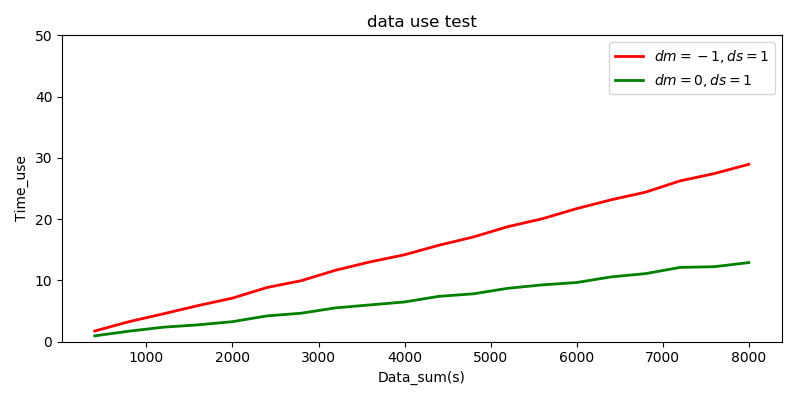 data use test
dm = −1, ds = 1
dm = 0, ds = 1
Time_use
50
40
30
20
10
0
1000 2000 3000 4000 5000 6000 7000 8000
Data_sum(s)